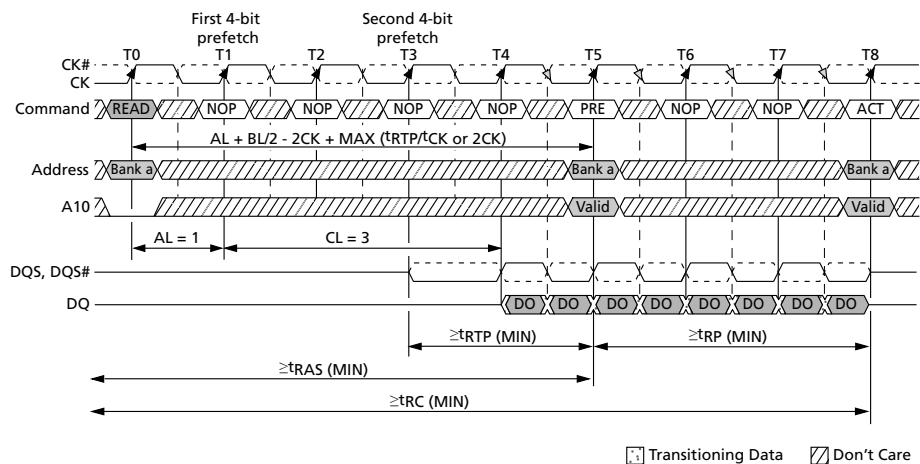 First 4-bit prefetch
Second 4-bit prefetch
T0 T1 T2 T3 T4 T5 T6 T7 T8
CK#
CK
Command READ NOP NOP NOP NOP PRE NOP NOP ACT
AL + BL/2 - 2CK + MAX (tRTP/tCK or 2CK)
Address Bank a Bank a Bank a
A10 Valid Valid
AL = 1 CL = 3
DQS, DQS#
DQ DO DO DO DO DO DO DO DO
≥tRTP (MIN) ≥tRP (MIN)
≥tRAS (MIN)
≥tRC (MIN)
Transitioning Data Don't Care